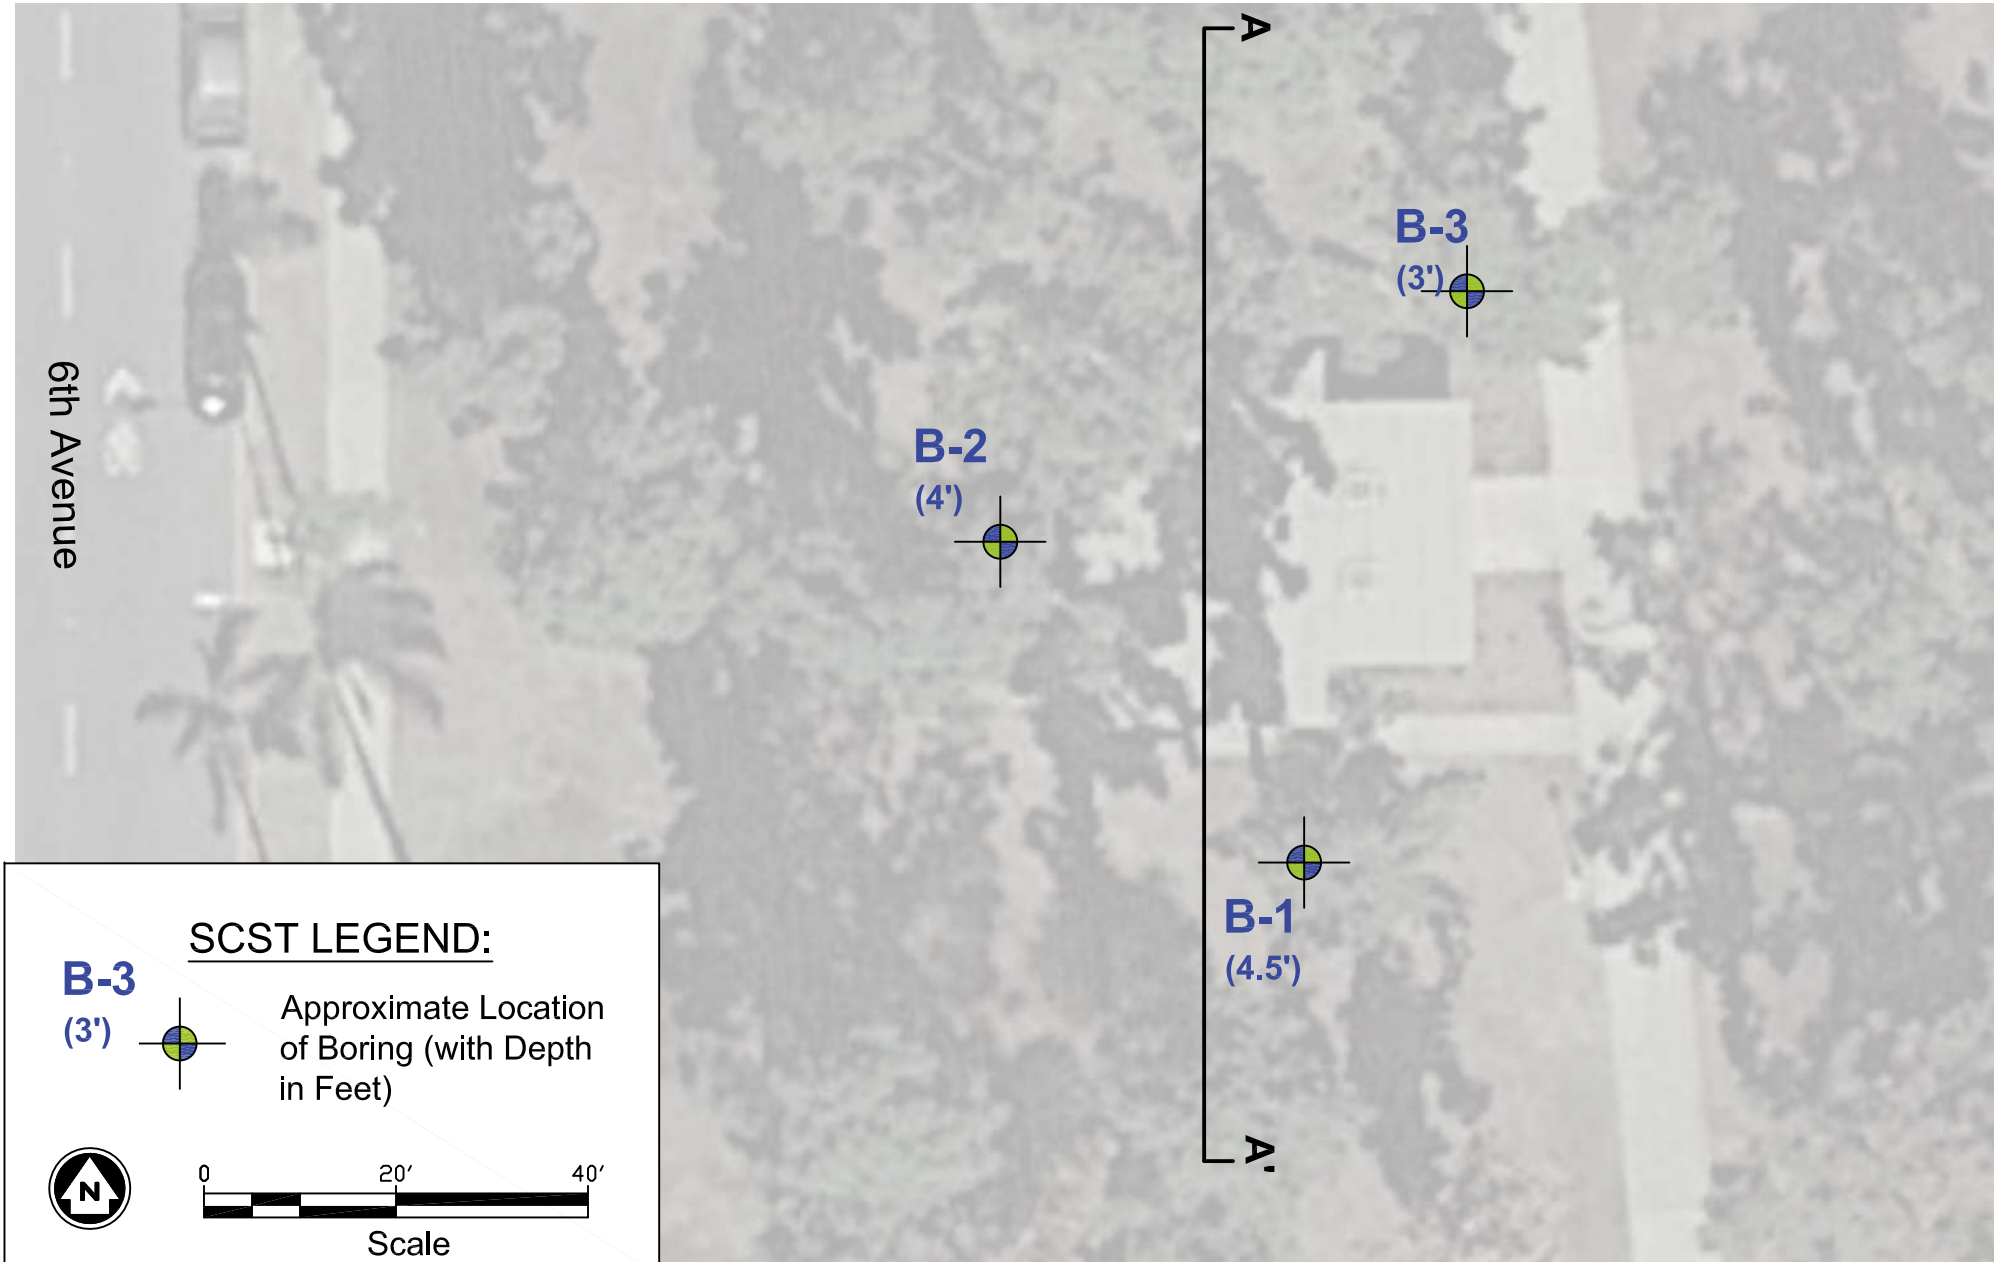 A
B-3
(3')
6th Avenue
B-2
(4')
B-1
(4.5')
A'
SCST LEGEND:
B-3
(3')
Approximate Location
of Boring (with Depth
in Feet)
N
0 20' 40'
Scale